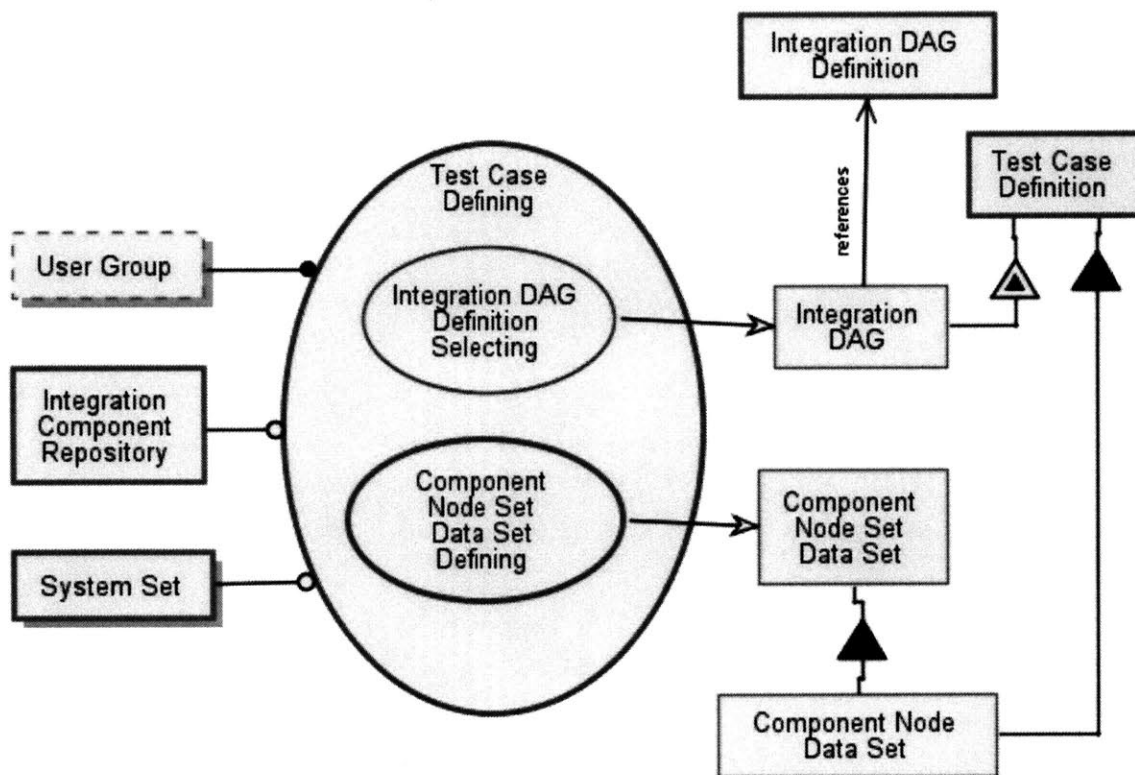 Integration DAG
Definition
Test Case
Definition
references
Test Case
Defining
User Group
Integration DAG
Definition
Selecting
Integration
DAG
Integration
Component
Repository
Component
Node Set
Data Set
Defining
Component
Node Set
Data Set
System Set
Component Node
Data Set